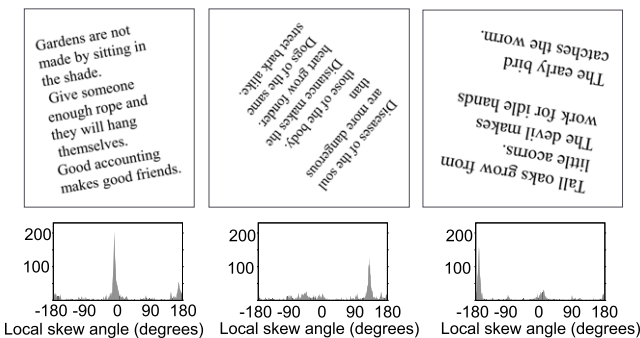 Gardens are not
made by sitting in
the shade.
Give someone
enough rope and
they will hang
themselves.
Good accounting
makes good friends.
Diseases of the soul
are more dangerous
than
those of the body.
Distance makes the
heart grow fonder.
Dogs of the same
street bark alike.
Tall oaks grow from
little acorns.
The devil makes
work for idle hands
The early bird
catches the worm.
200
100
-180 -90 0 90 180
Local skew angle (degrees)
200
100
-180 -90 0 90 180
Local skew angle (degrees)
200
100
-180 -90 0 90 180
Local skew angle (degrees)